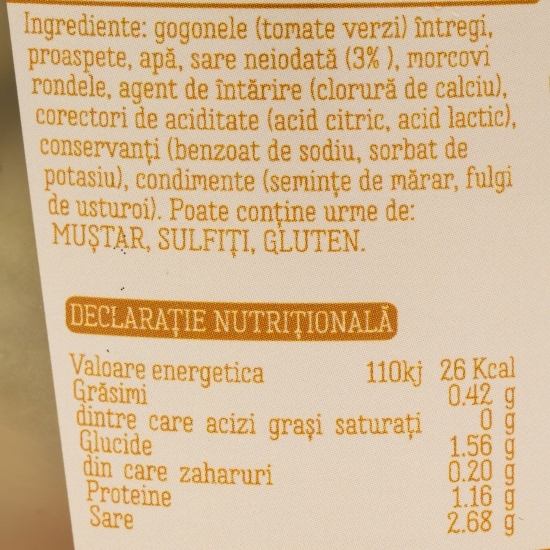 Ingrediente: gogonele (tomate verzi) întregi,
proaspete, apă, sare neiodată (3% ), morcovi
rondele, agent de întărire (clorură de calciu),
corectori de aciditate (acid citric, acid lactic),
conservanți (benzoat de sodiu, sorbat de
potasiu), condimente (semințe de mărar, fulgi
de usturoi). Poate conține urme de:
MUȘTAR, SULFIȚI, GLUTEN.
DECLARAȚIE NUTRIȚIONALĂ
Valoare energetica 110kj 26 Kcal
Grăsimi 0.42 g
dintre care acizi grași saturați 0 g
Glucide 1.56 g
din care zaharuri 0.20 g
Proteine 1.16 g
Sare 2.68 g